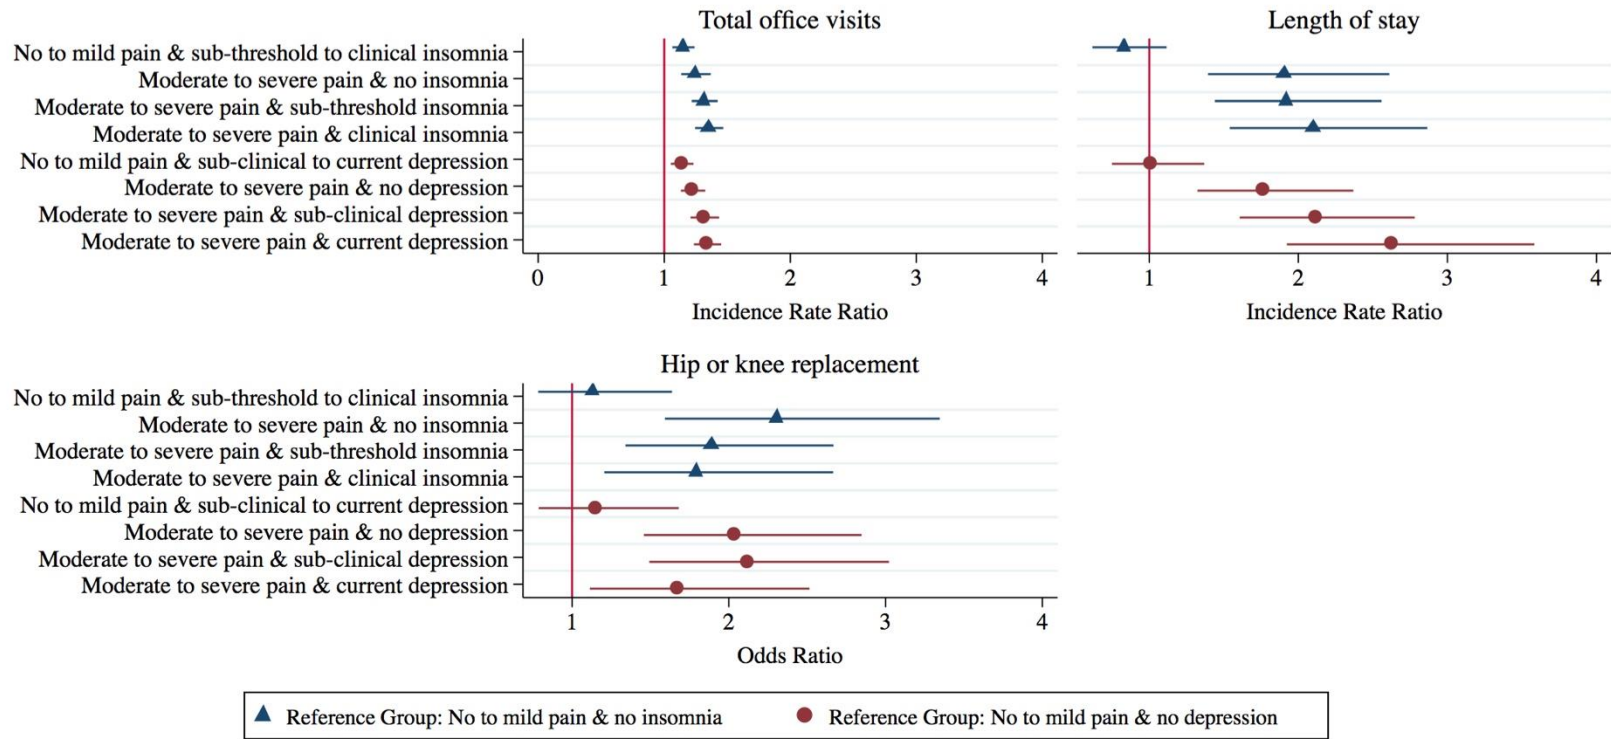 Total office visits
No to mild pain & sub-threshold to clinical insomnia
Moderate to severe pain & no insomnia
Moderate to severe pain & sub-threshold insomnia
Moderate to severe pain & clinical insomnia
No to mild pain & sub-clinical to current depression
Moderate to severe pain & no depression
Moderate to severe pain & sub-clinical depression
Moderate to severe pain & current depression
0 1 2 3 4
Incidence Rate Ratio
Length of stay
1 2 3 4
Incidence Rate Ratio
Hip or knee replacement
No to mild pain & sub-threshold to clinical insomnia
Moderate to severe pain & no insomnia
Moderate to severe pain & sub-threshold insomnia
Moderate to severe pain & clinical insomnia
No to mild pain & sub-clinical to current depression
Moderate to severe pain & no depression
Moderate to severe pain & sub-clinical depression
Moderate to severe pain & current depression
1 2 3 4
Odds Ratio
Reference Group: No to mild pain & no insomnia
Reference Group: No to mild pain & no depression